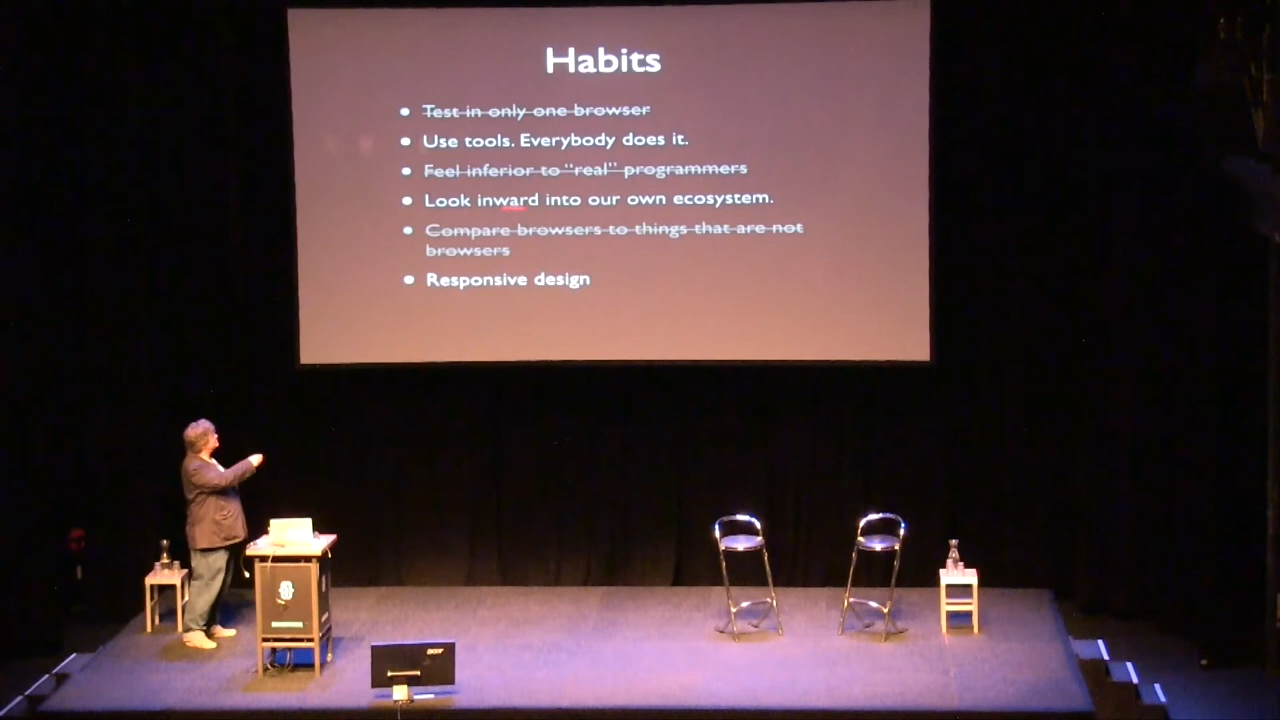 Habits
Test in only one browser
Use tools. Everybody does it.
Feel inferior to "real" programmers
Look inward into our own ecosystem.
Compare browsers to things that are not
browsers
Responsive design
acer